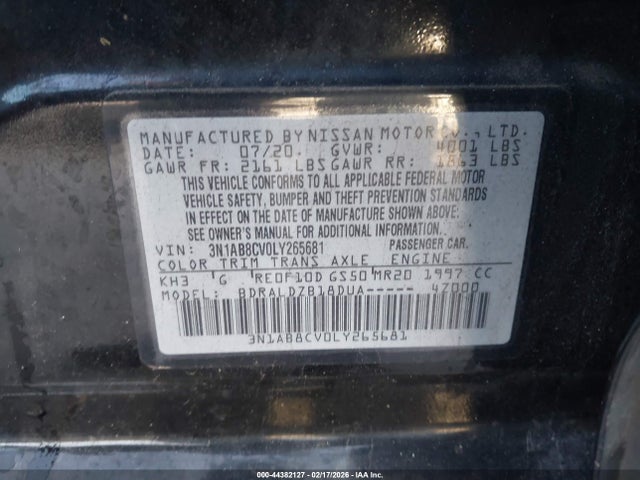 MANUFACTURED BY NISSAN MOTOR CO., LTD.
DATE: 07/20 GVWR: 4001 LBS
GAWR FR: 2161 LBS GAWR RR: 1863 LBS
THIS VEHICLE CONFORMS TO ALL APPLICABLE FEDERAL MOTOR
VEHICLE SAFETY, BUMPER AND THEFT PREVENTION STANDARDS
IN EFFECT ON THE DATE OF MANUFACTURE SHOWN ABOVE.
SEE OWNER'S MANUAL FOR ADDITIONAL INFORMATION.
VIN: 3N1AB8CV0LY265681 PASSENGER CAR.
COLOR TRIM TRANS AXLE ENGINE
KH3 G RE0F10D GS50 MR20 1997 CC
MODEL: BDRALDZB18DUA----- 4Z000
3N1AB8CV0LY265681
000-44382127 - 02/17/2026 - IAA Corp.